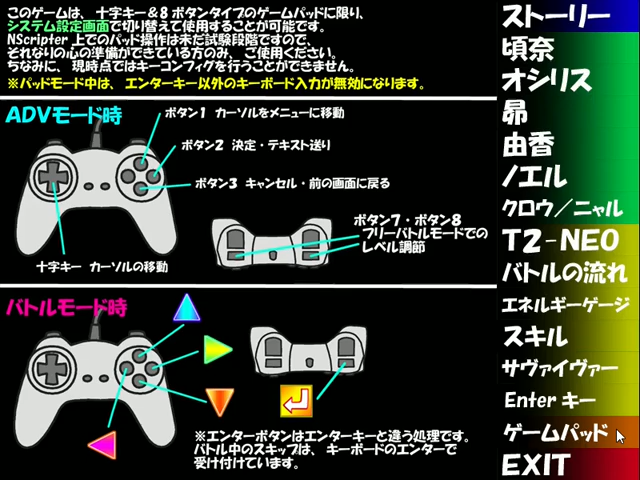 このゲームは、十字キー＆８ボタンタイプのゲームパッドに限り、
システム設定画面で切り替えて使用することが可能です。
NScripter上でのパッド操作は未だ試験段階ですので
それなりの心の準備ができている方のみ、ご使用ください。
ちなみに、現時点ではキーコンフィグを行うことができません。
※パッドモード中は、エンターキー以外のキーボード入力が無効になります。
ADVモード時
ボタン１ カーソルをメニューに移動
ボタン２ 決定・テキスト送り
ボタン３ キャンセル・前の画面に戻る
ボタン７・ボタン８
フリーバトルモードでの
レベル調節
十字キー カーソルの移動
バトルモード時
※エンターボタンはエンターキーと違う処理です。
バトル中のスキップは、キーボードのエンターで
受け付けています。
ストーリー
頃奈
オシリス
昴
由香
ノエル
クロウ／ニャル
T2-NEO
バトルの流れ
エネルギーゲージ
スキル
サヴァイヴァー
Enterキー
ゲームパッド
EXIT